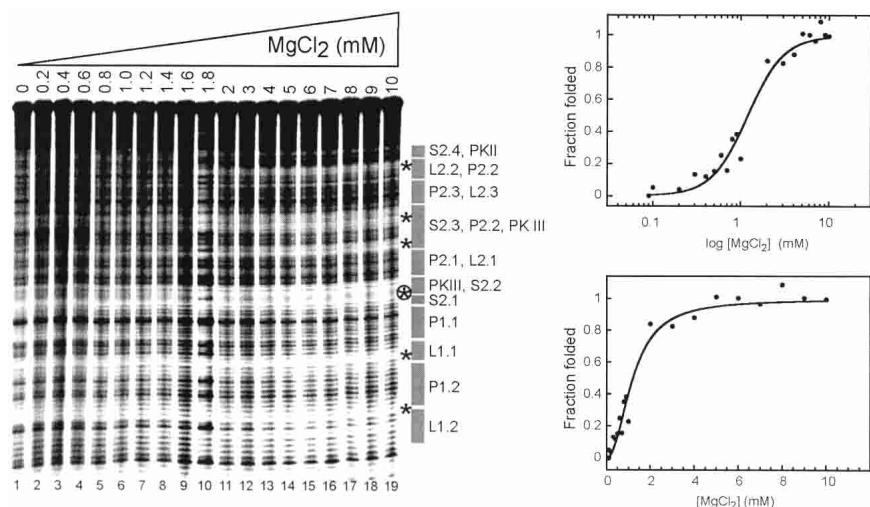 MgCl2 (mM)
0 0.2 0.4 0.6 0.8 1.0 1.2 1.4 1.6 1.8 2 3 4 5 6 7 8 9 10
S2.4, PKII
* L2.2, P2.2
P2.3, L2.3
*
S2.3, P2.2, PK III
*
P2.1, L2.1
PKIII, S2.2
⊛
S2.1
P1.1
L1.1
*
P1.2
*
L1.2
1 2 3 4 5 6 7 8 9 10 11 12 13 14 15 16 17 18 19
Fraction folded
1
0.8
0.6
0.4
0.2
0
0.1 1 10
log [MgCl2] (mM)
Fraction folded
1
0.8
0.6
0.4
0.2
0
0 2 4 6 8 10
[MgCl2] (mM)